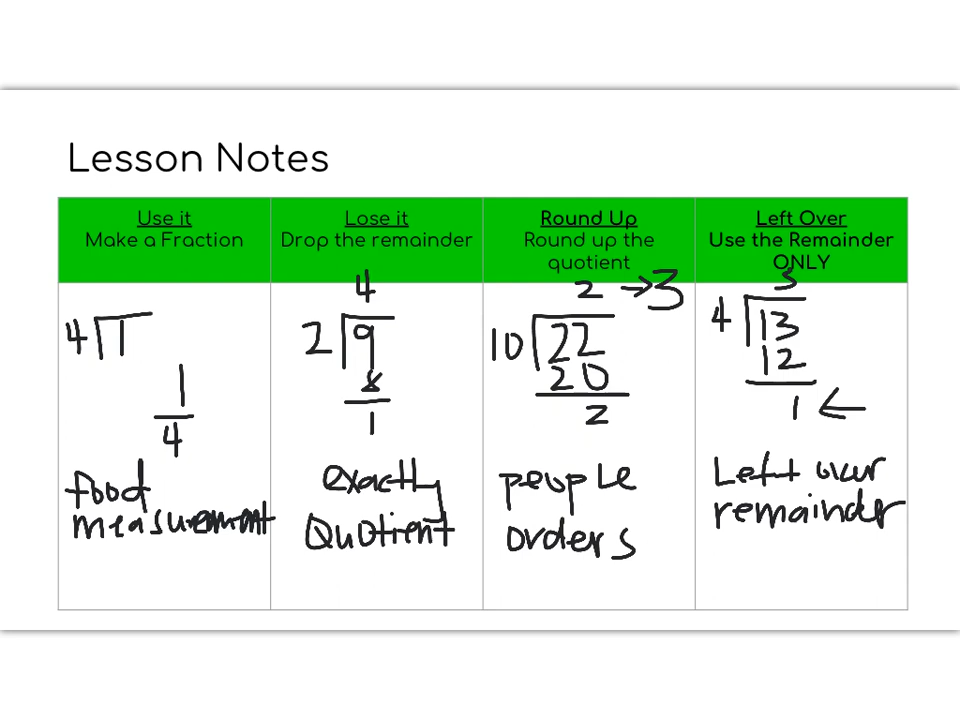 Lesson Notes
Use it
Make a Fraction
Lose it
Drop the remainder
Round Up
Round up the
quotient
Left Over
Use the Remainder
ONLY
4
4 1
1
4
food
measurement
2 9
8
1
exactly
Quotient
2 → 3
10 22
20
2
people
orders
3
4 13
12
1 ←
Left over
remainder